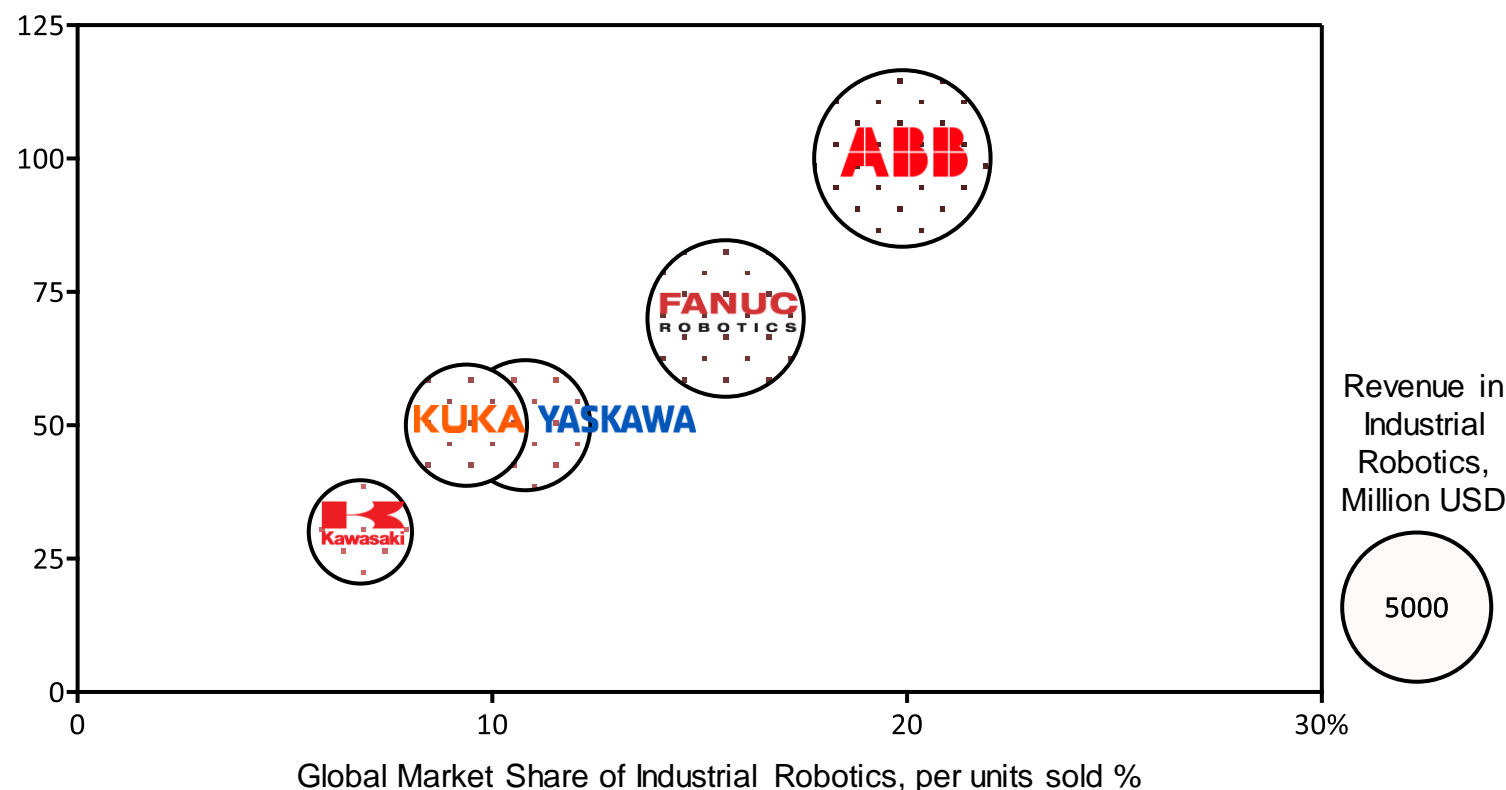 125
100
75
50
25
0
0
10
20
30%
ABB
FANUC
ROBOTICS
KUKA
YASKAWA
Kawasaki
Revenue in
Industrial
Robotics,
Million USD
5000
Global Market Share of Industrial Robotics, per units sold %